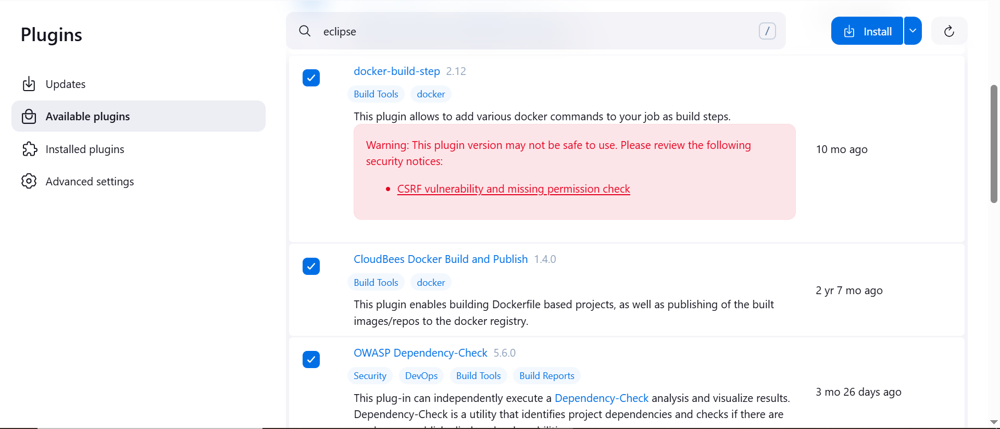 Plugins
Updates
Available plugins
Installed plugins
Advanced settings
eclipse
/
Install
docker-build-step 2.12
Build Tools docker
This plugin allows to add various docker commands to your job as build steps.
Warning: This plugin version may not be safe to use. Please review the following
security notices:
CSRF vulnerability and missing permission check
10 mo ago
CloudBees Docker Build and Publish 1.4.0
Build Tools docker
This plugin enables building Dockerfile based projects, as well as publishing of the built
images/repos to the docker registry.
2 yr 7 mo ago
OWASP Dependency-Check 5.6.0
Security DevOps Build Tools Build Reports
This plug-in can independently execute a Dependency-Check analysis and visualize results.
Dependency-Check is a utility that identifies project dependencies and checks if there are
3 mo 26 days ago